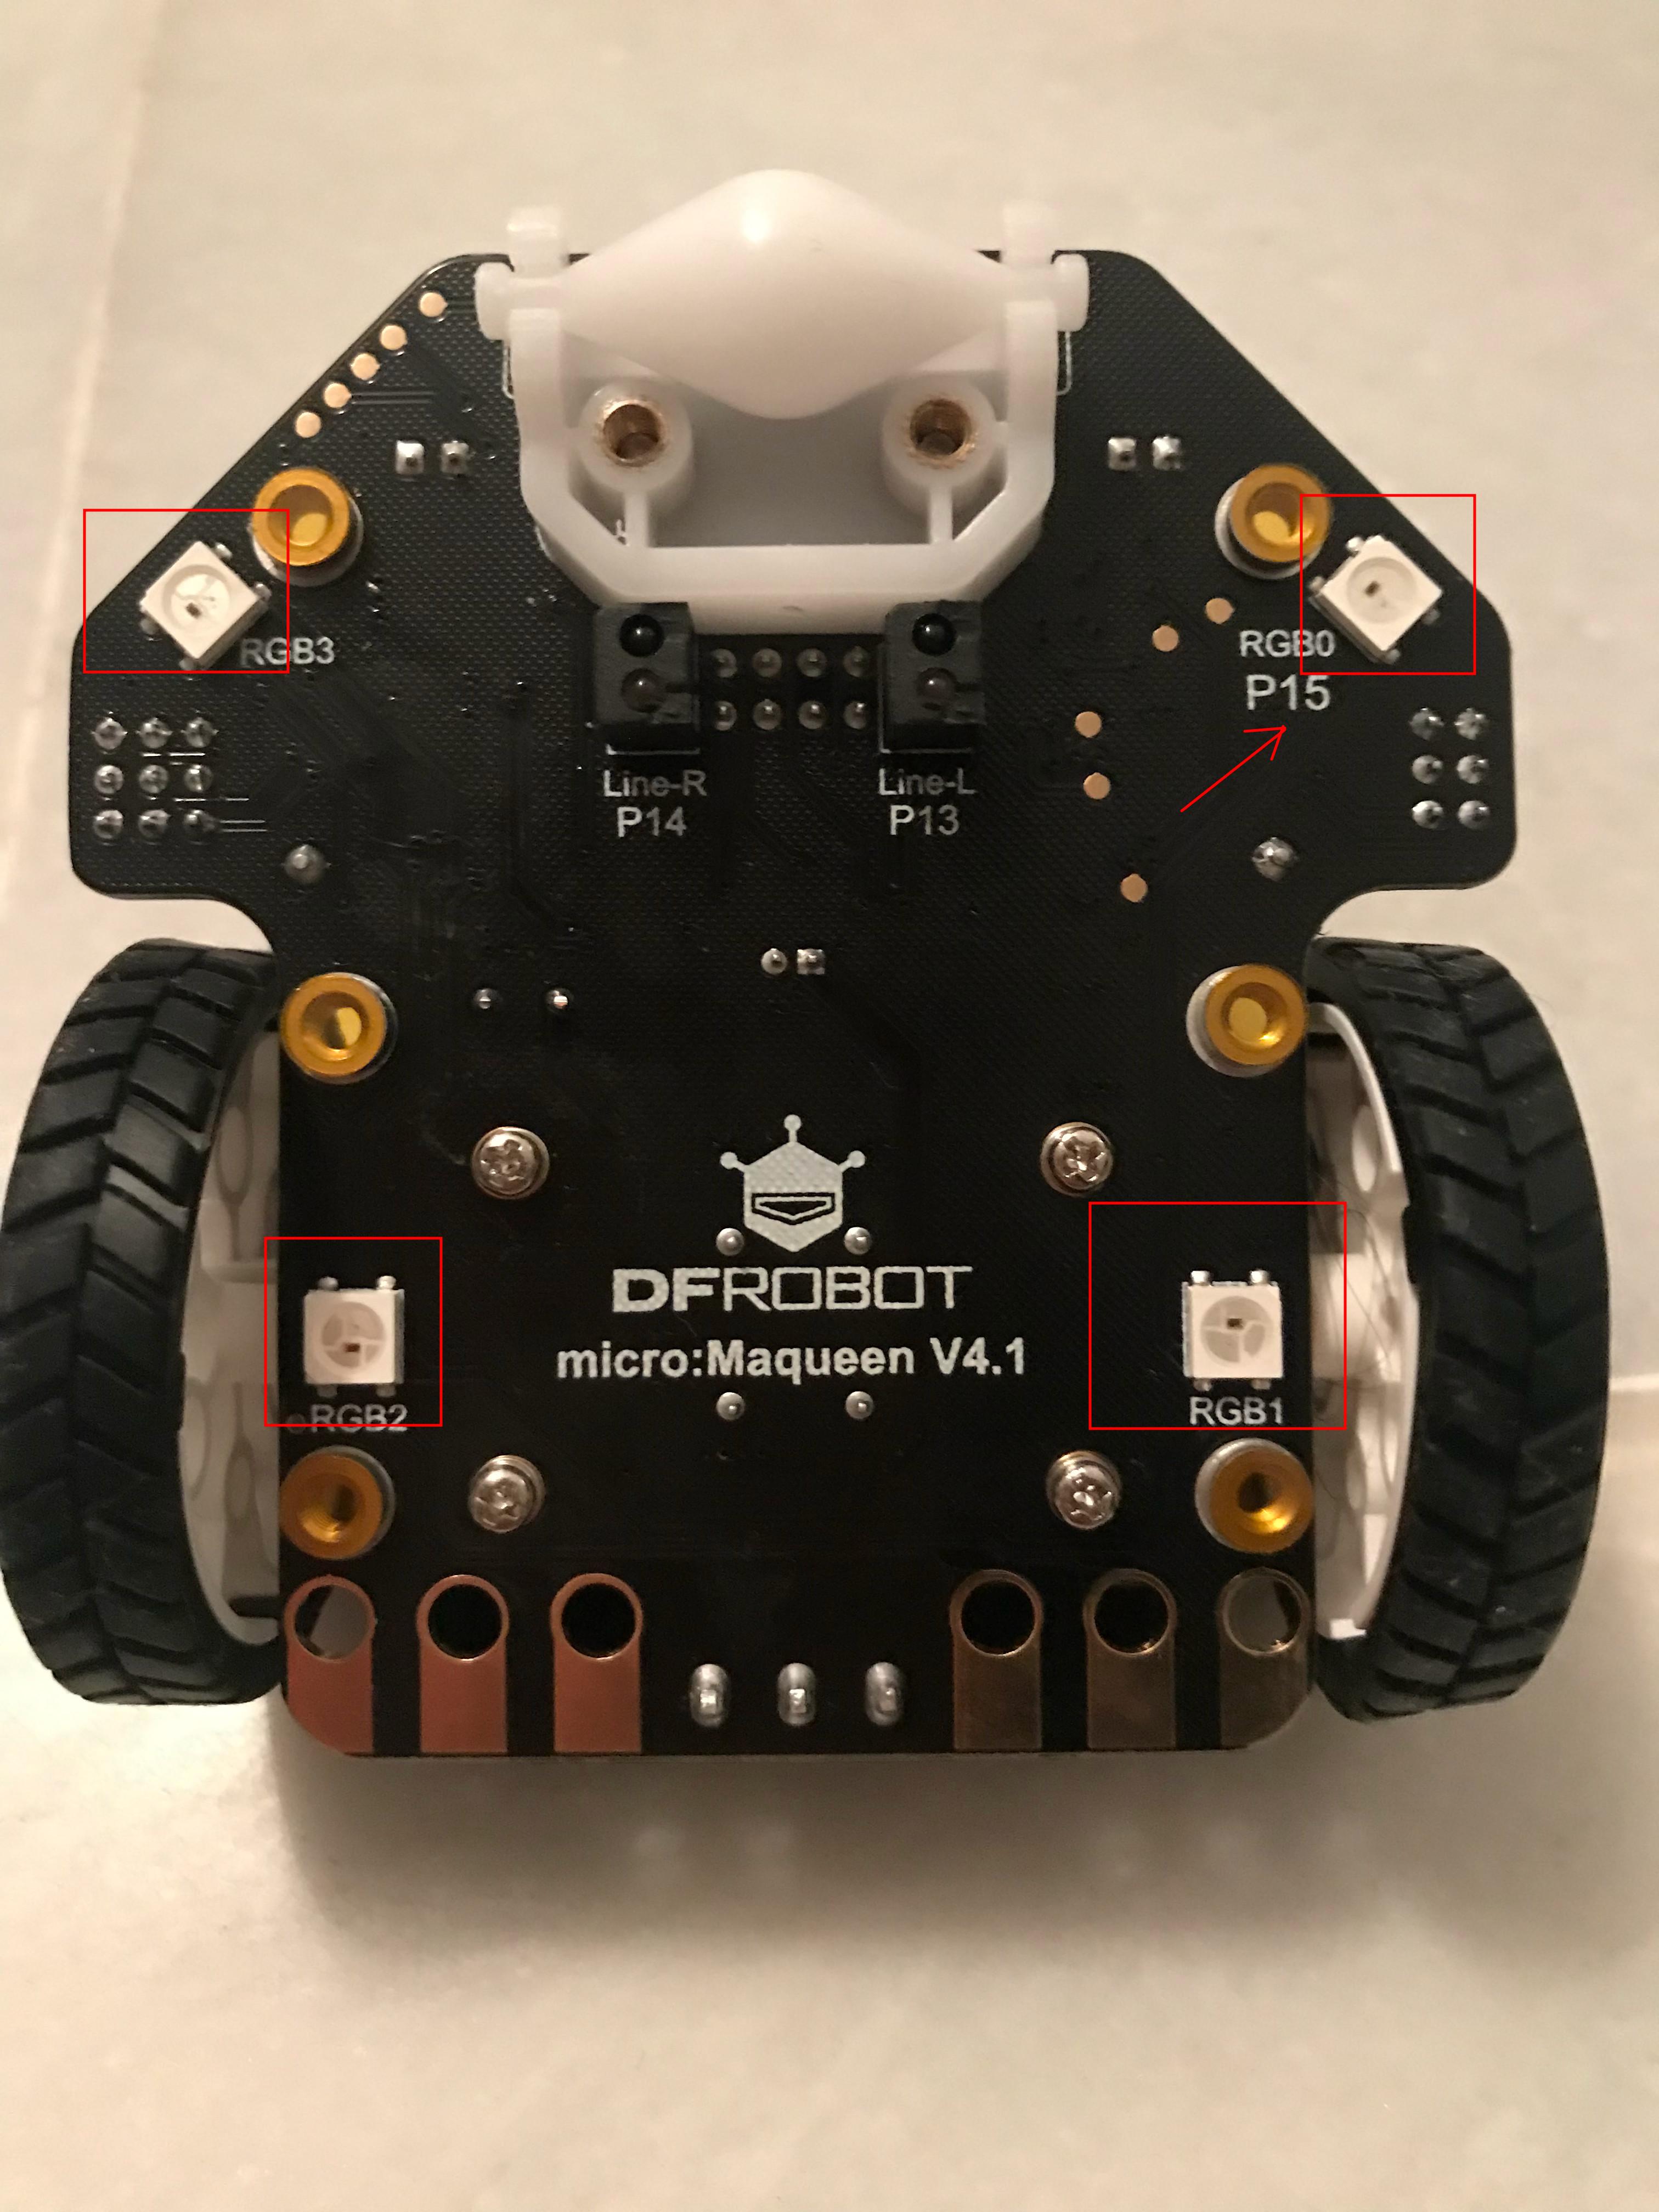 RGB3
RGB0
P15
Line-R
P14
Line-L
P13
DFROBOT
micro:Maqueen V4.1
RGB2
RGB1